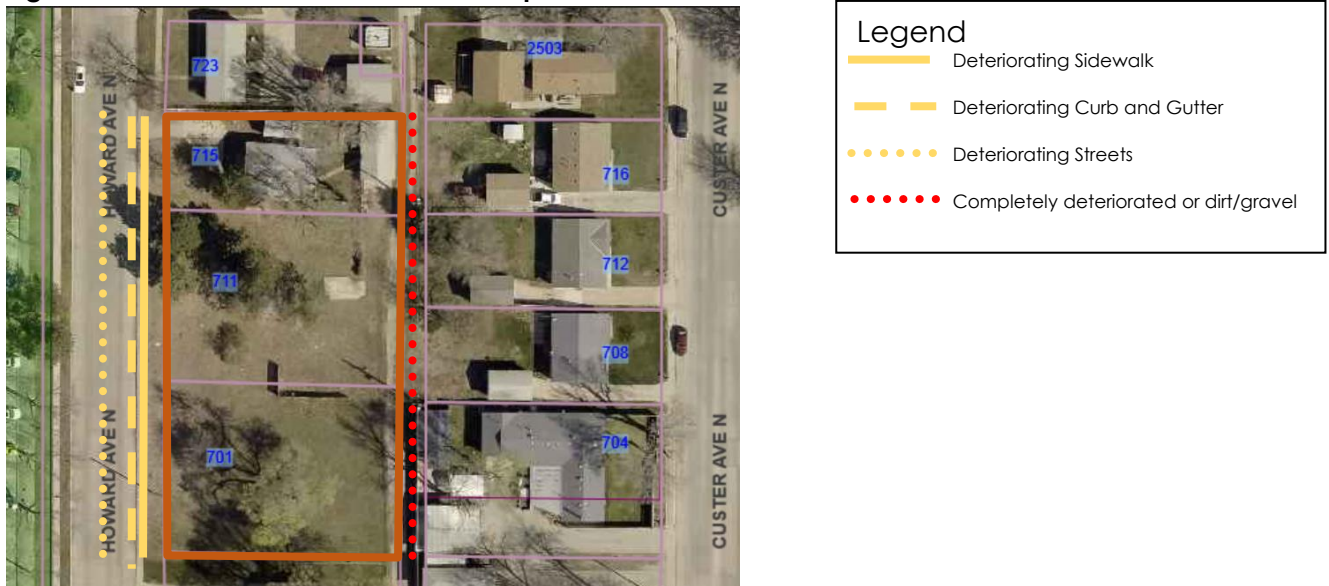 723
2503
HOWARD AVE N
CUSTER AVE N
715
716
711
712
708
701
704
HOWARD AVE N
CUSTER AVE N
Legend
Deteriorating Sidewalk
Deteriorating Curb and Gutter
Deteriorating Streets
Completely deteriorated or dirt/gravel